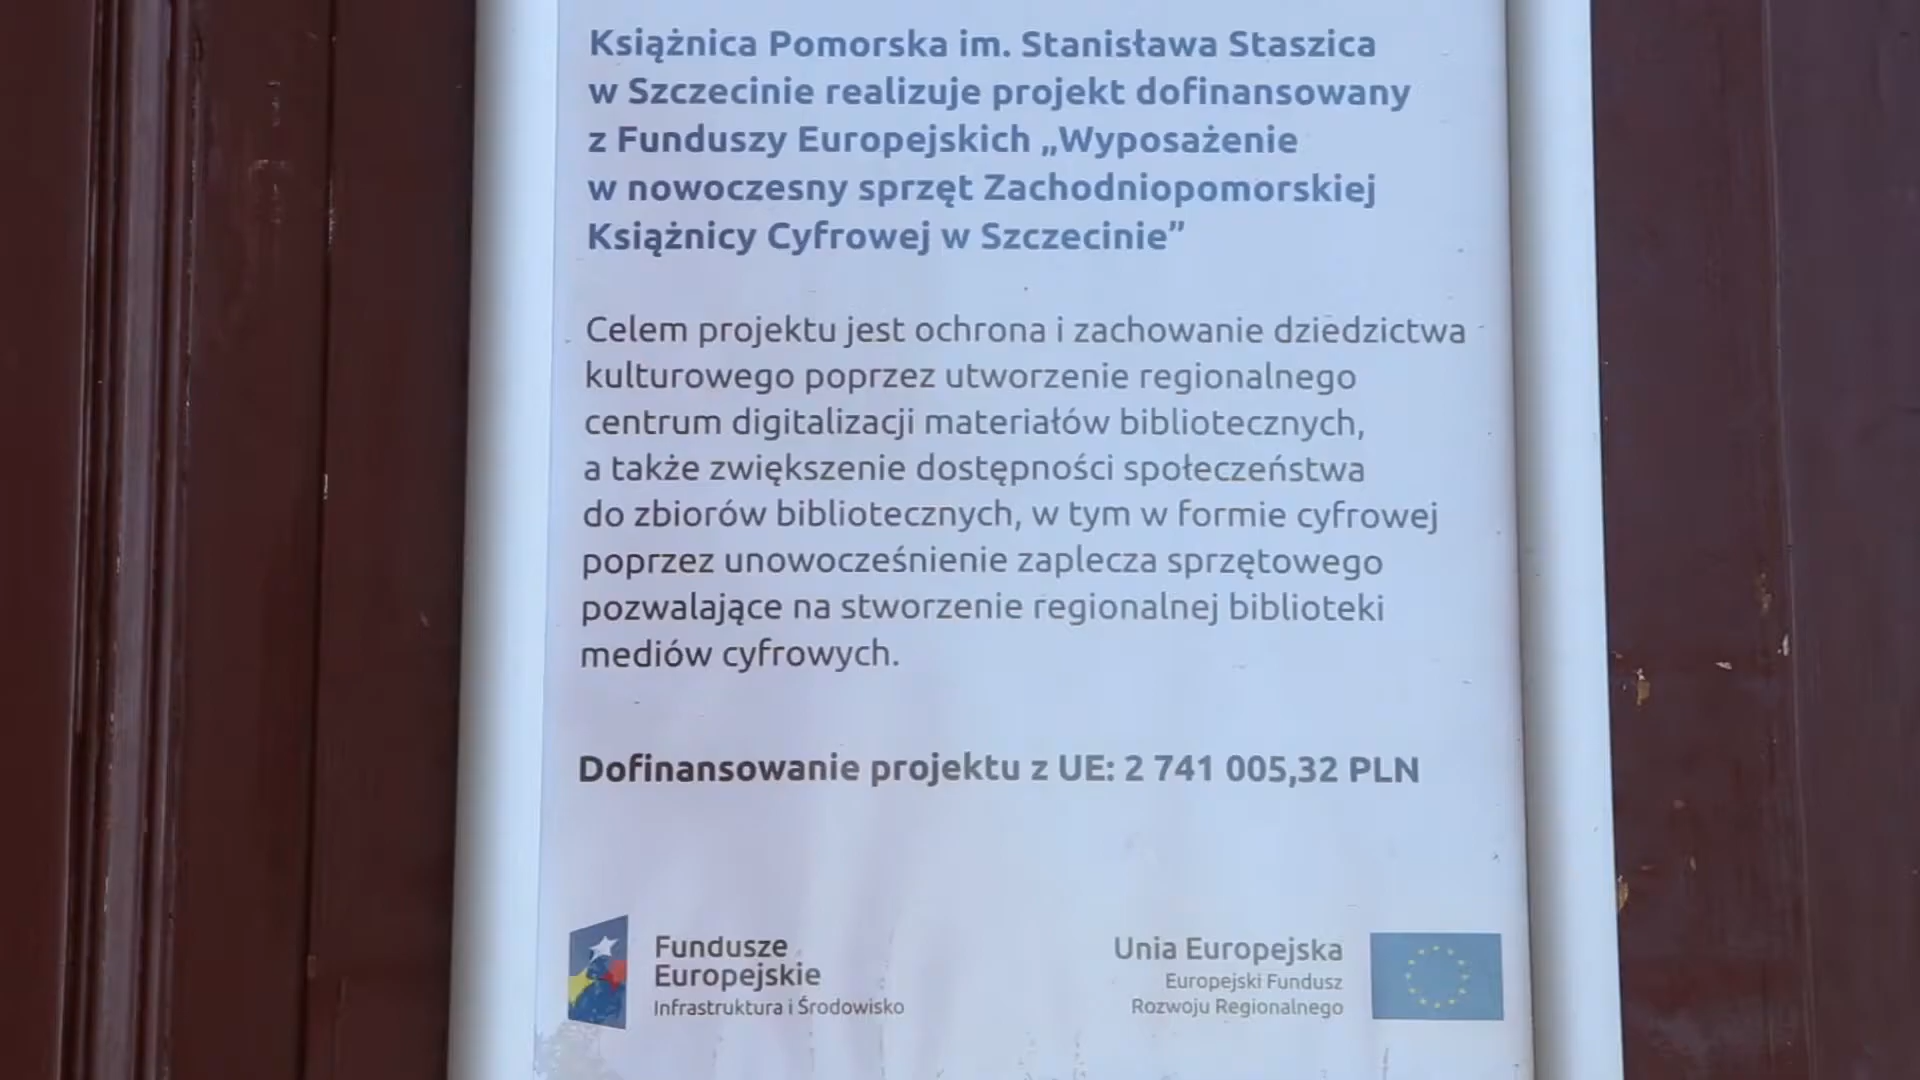 Książnica Pomorska im. Stanisława Staszica
w Szczecinie realizuje projekt dofinansowany
z Funduszy Europejskich „Wyposażenie
w nowoczesny sprzęt Zachodniopomorskiej
Książnicy Cyfrowej w Szczecinie”
Celem projektu jest ochrona i zachowanie dziedzictwa
kulturowego poprzez utworzenie regionalnego
centrum digitalizacji materiałów bibliotecznych,
a także zwiększenie dostępności społeczeństwa
do zbiorów bibliotecznych, w tym w formie cyfrowej
poprzez unowocześnienie zaplecza sprzętowego
pozwalające na stworzenie regionalnej biblioteki
mediów cyfrowych.
Dofinansowanie projektu z UE: 2 741 005,32 PLN
Fundusze
Europejskie
Infrastruktura i Środowisko
Unia Europejska
Europejski Fundusz
Rozwoju Regionalnego